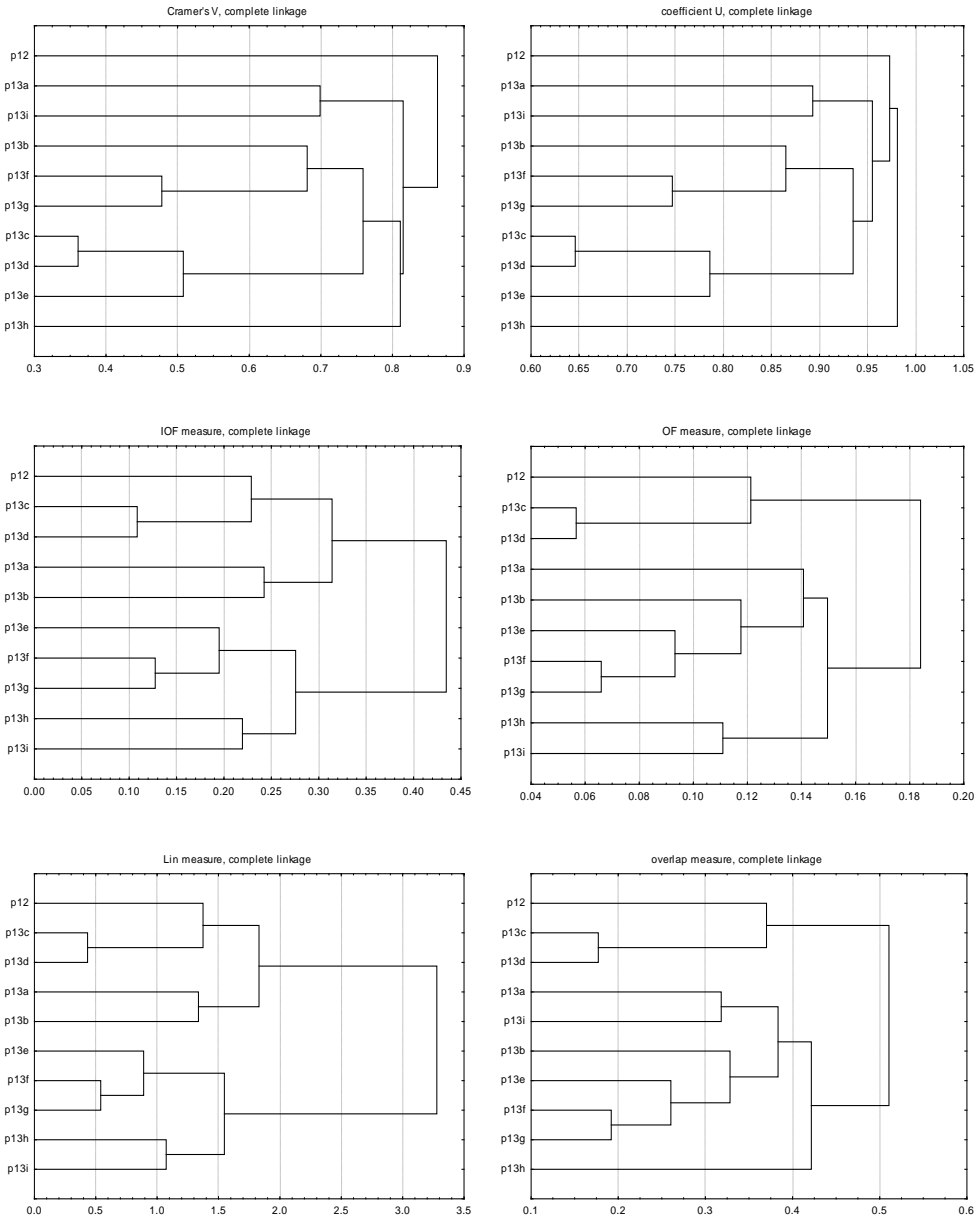 Cramer's V, complete linkage
p12
p13a
p13i
p13b
p13f
p13g
p13c
p13d
p13e
p13h
0.3 0.4 0.5 0.6 0.7 0.8 0.9
coefficient U, complete linkage
p12
p13a
p13i
p13b
p13f
p13g
p13c
p13d
p13e
p13h
0.60 0.65 0.70 0.75 0.80 0.85 0.90 0.95 1.00 1.05
IOF measure, complete linkage
p12
p13c
p13d
p13a
p13b
p13e
p13f
p13g
p13h
p13i
0.00 0.05 0.10 0.15 0.20 0.25 0.30 0.35 0.40 0.45
OF measure, complete linkage
p12
p13c
p13d
p13a
p13b
p13e
p13f
p13g
p13h
p13i
0.04 0.06 0.08 0.10 0.12 0.14 0.16 0.18 0.20
Lin measure, complete linkage
p12
p13c
p13d
p13a
p13b
p13e
p13f
p13g
p13h
p13i
0.0 0.5 1.0 1.5 2.0 2.5 3.0 3.5
overlap measure, complete linkage
p12
p13c
p13d
p13a
p13i
p13b
p13e
p13f
p13g
p13h
0.1 0.2 0.3 0.4 0.5 0.6